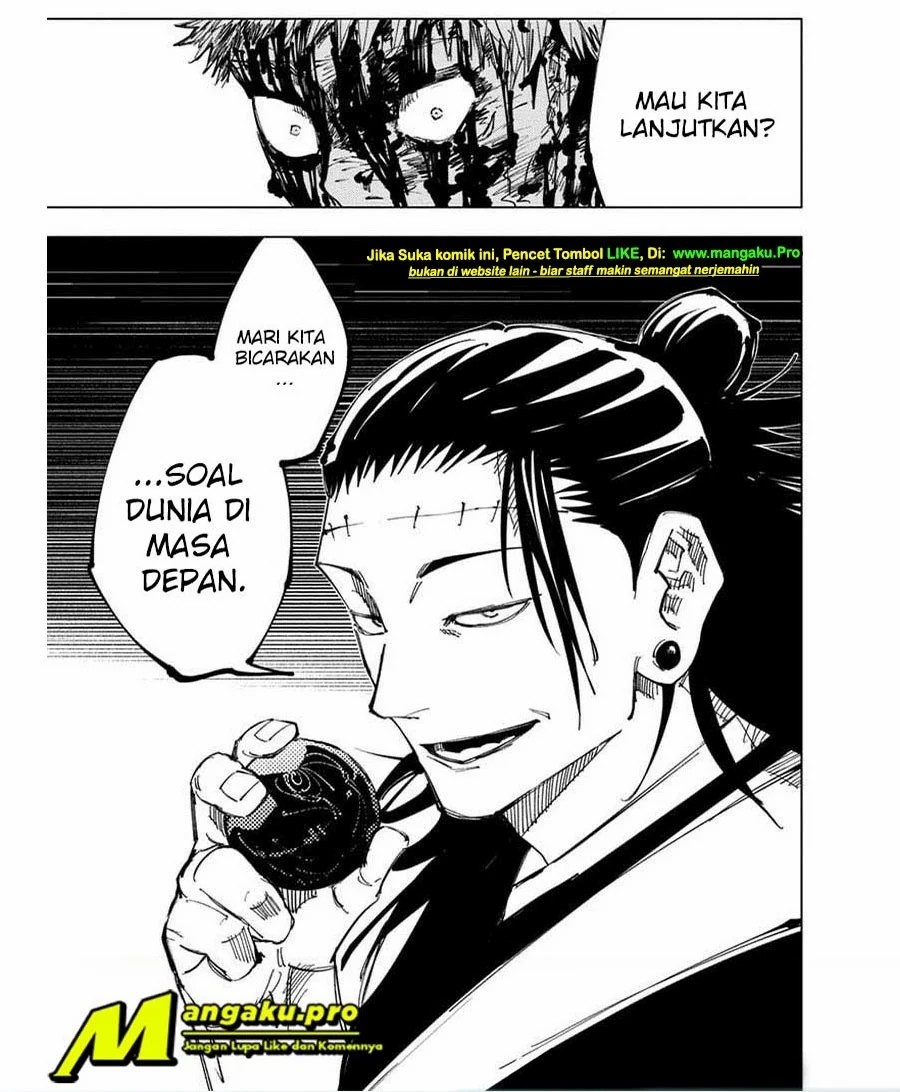 MAU KITA
LANJUTKAN?
Jika Suka komik ini, Pencet Tombol LIKE, Di: www.mangaku.Pro
bukan di website lain - biar staff makin semangat nerjemahin
MARI KITA
BICARAKAN
...
...SOAL
DUNIA DI
MASA
DEPAN.
Mangaku.pro
Jangan Lupa Like dan Komennya